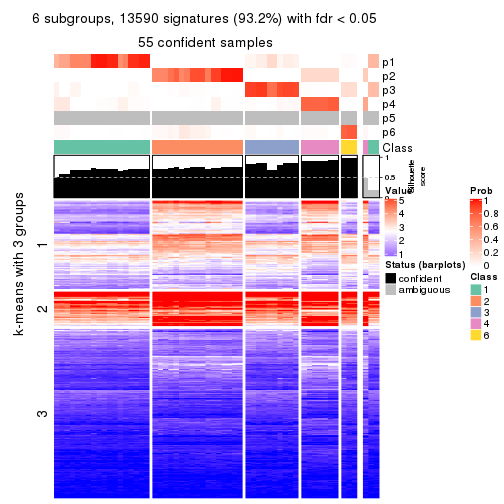 6 subgroups, 13590 signatures (93.2%) with fdr < 0.05
55 confident samples
p1
p2
p3
p4
p5
p6
Class
1
0.5
0
Silhouette
score
k-means with 3 groups
1
2
3
Value
5
4
3
2
1
Status (barplots)
confident
ambiguous
Prob
1
0.8
0.6
0.4
0.2
0
Class
1
2
3
4
6